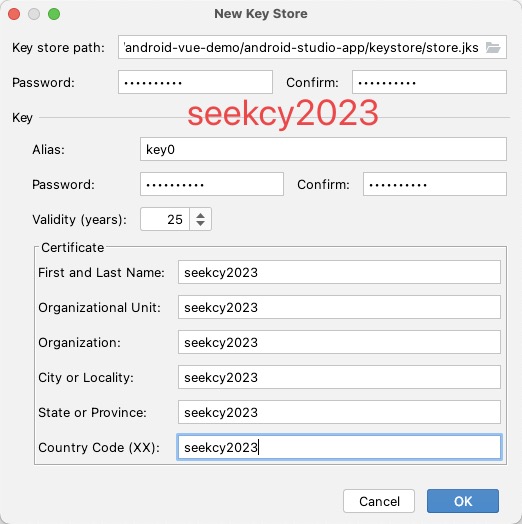 New Key Store
Key store path: 'android-vue-demo/android-studio-app/keystore/store.jks
Password: •••••••••• Confirm: ••••••••••
seekcy2023
Key
Alias: key0
Password: •••••••••• Confirm: ••••••••••
Validity (years): 25
Certificate
First and Last Name: seekcy2023
Organizational Unit: seekcy2023
Organization: seekcy2023
City or Locality: seekcy2023
State or Province: seekcy2023
Country Code (XX): seekcy2023
Cancel OK